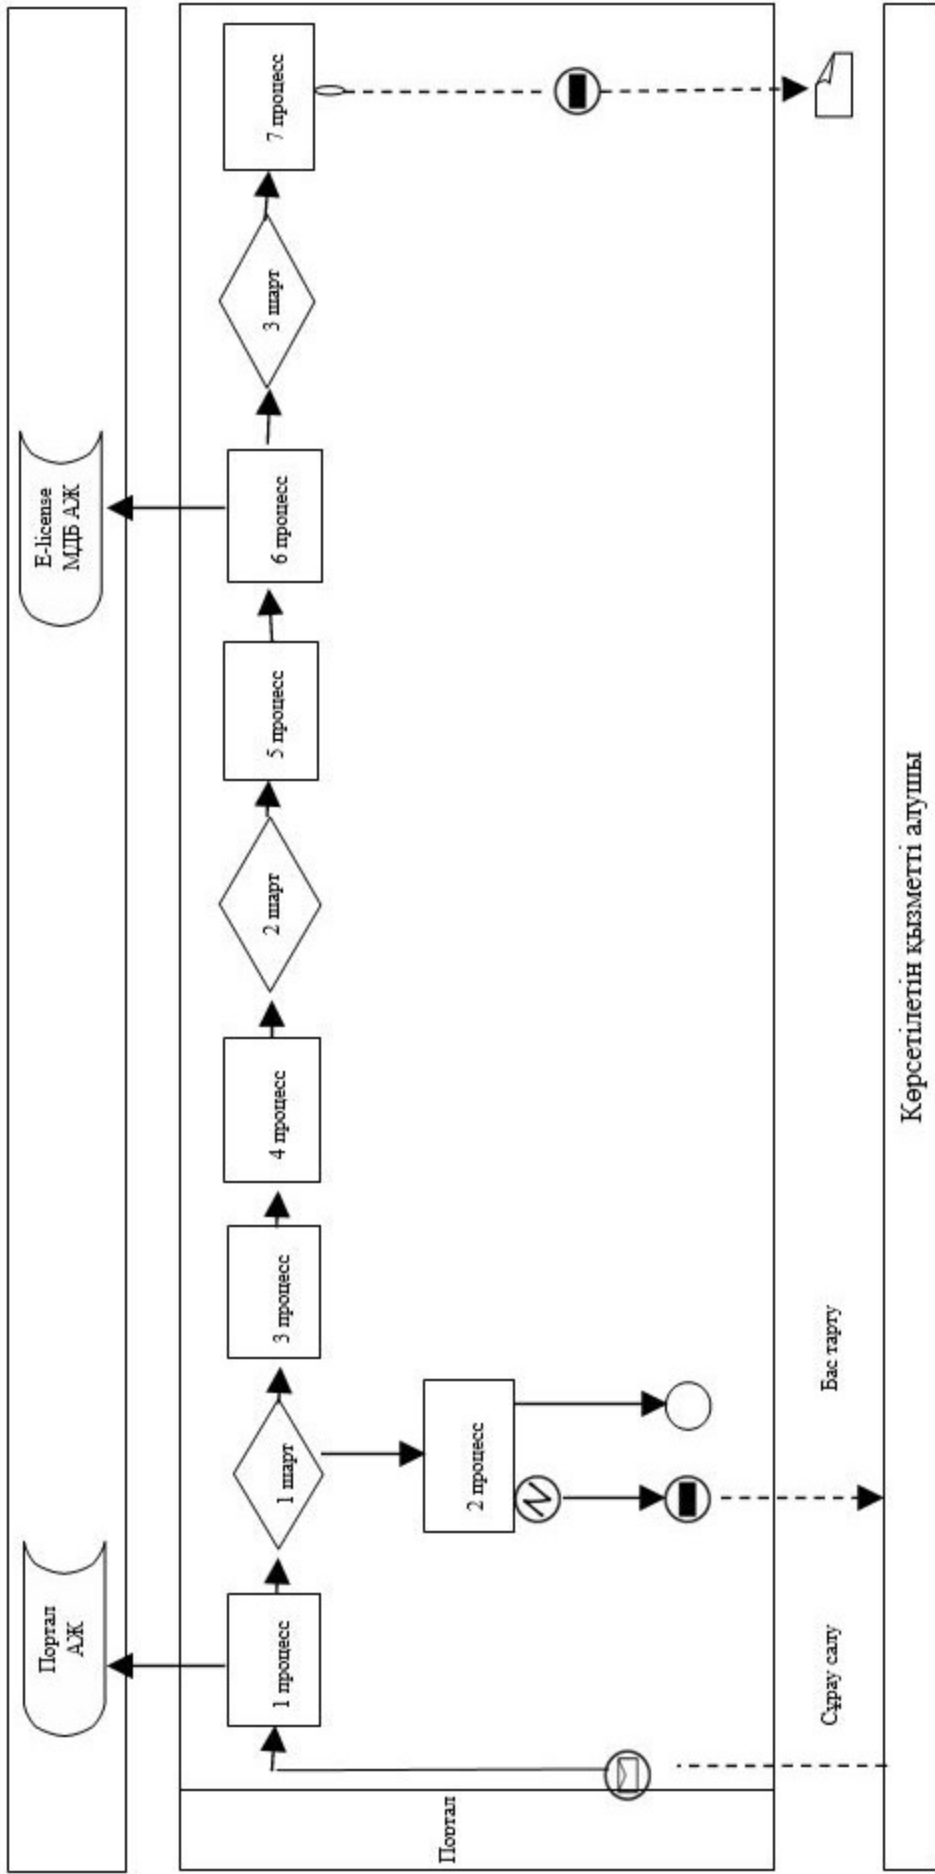 Портал
АЖ
E-license
МДБ АЖ
Портал
1 процесс
1 шарт
2 процесс
3 процесс
4 процесс
2 шарт
5 процесс
6 процесс
3 шарт
7 процесс
Сұрау салу
Бас тарту
Көрсетілетін қызметті алушы